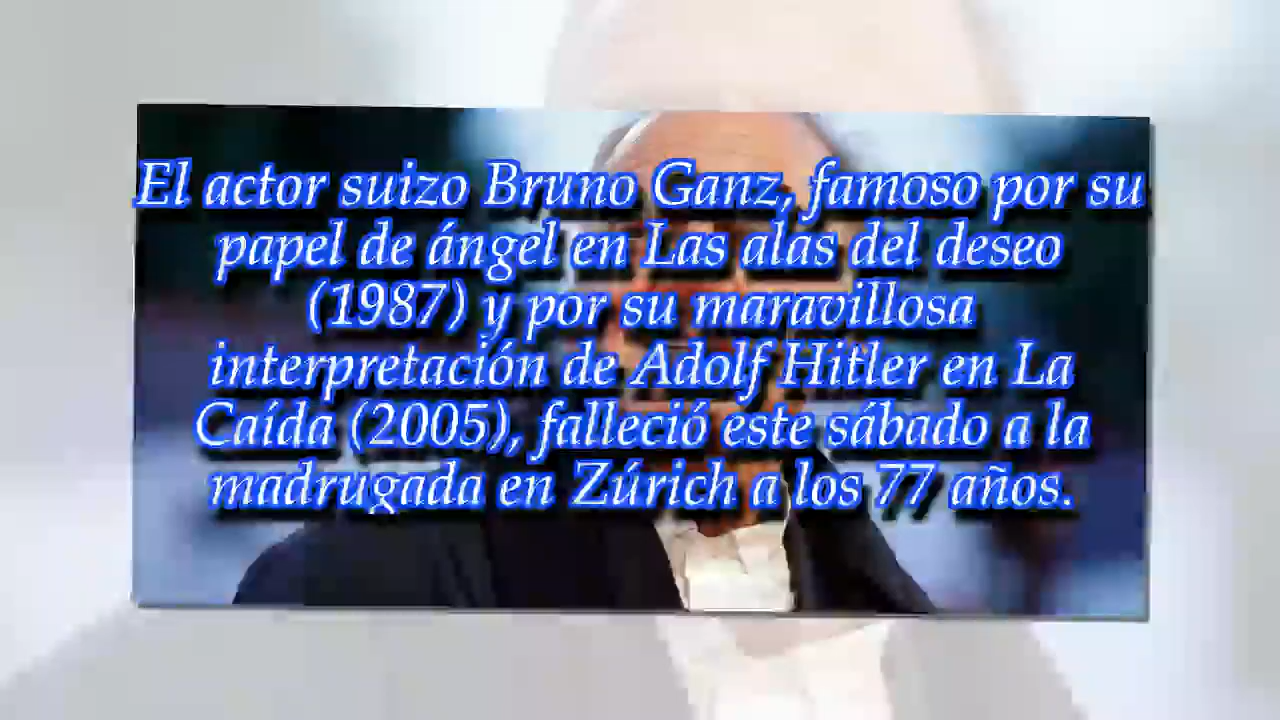 El actor suizo Bruno Ganz, famoso por su
papel de ángel en Las alas del deseo
(1987) y por su maravillosa
interpretación de Adolf Hitler en La
Caída (2005), falleció este sábado a la
madrugada en Zúrich a los 77 años.